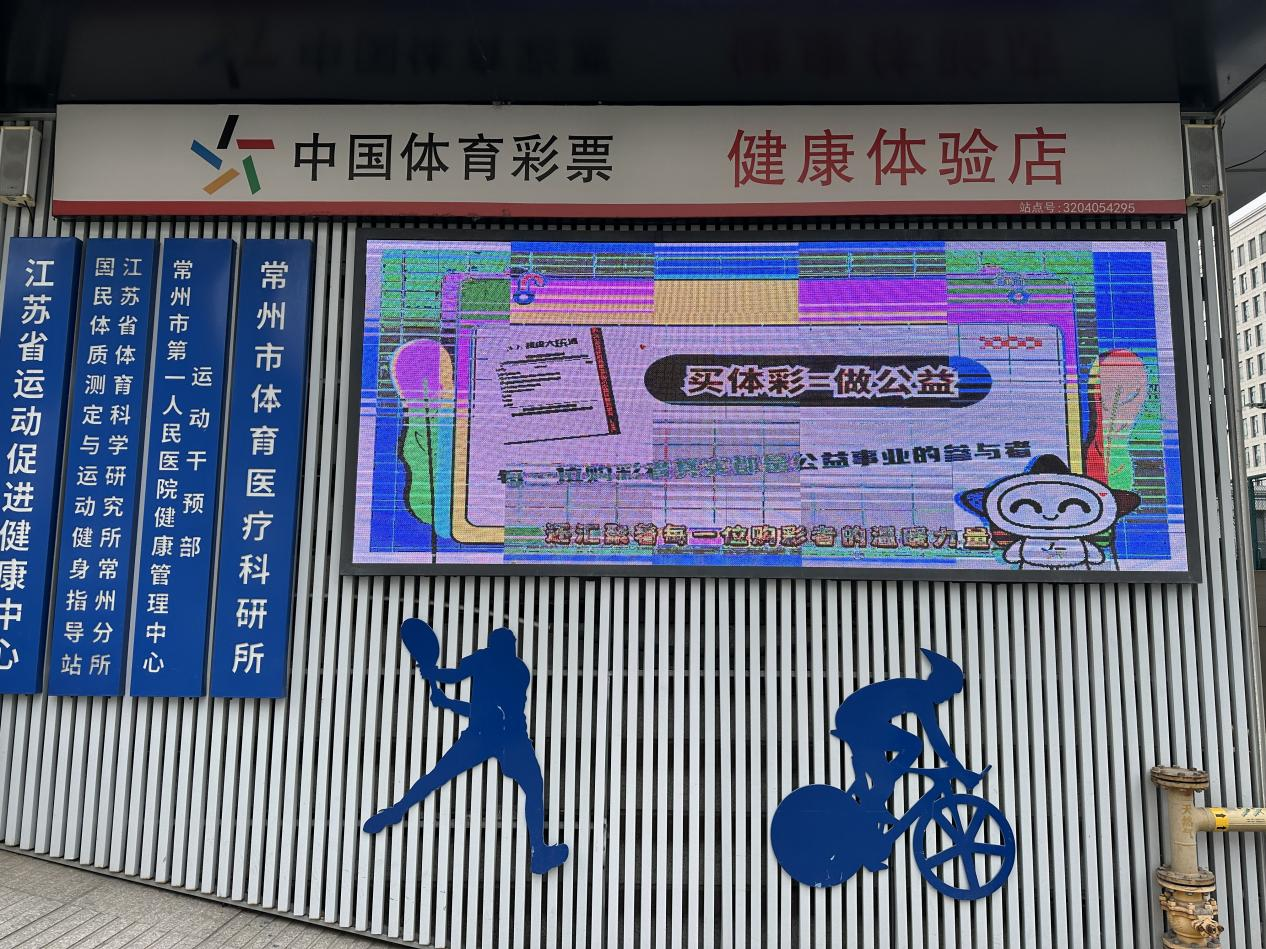 中国体育彩票 健康体验店
站点号:3204054295
江苏省运动促进健康中心
江苏省体育科学研究所常州分所
国民体质测定与运动健身指导站
常州市第一人民医院健康管理中心
运动干预部
常州市体育医疗科研所
买体彩=做公益
每一位购彩者其实都是公益事业的参与者
还汇聚着每一位购彩者的温暖力量